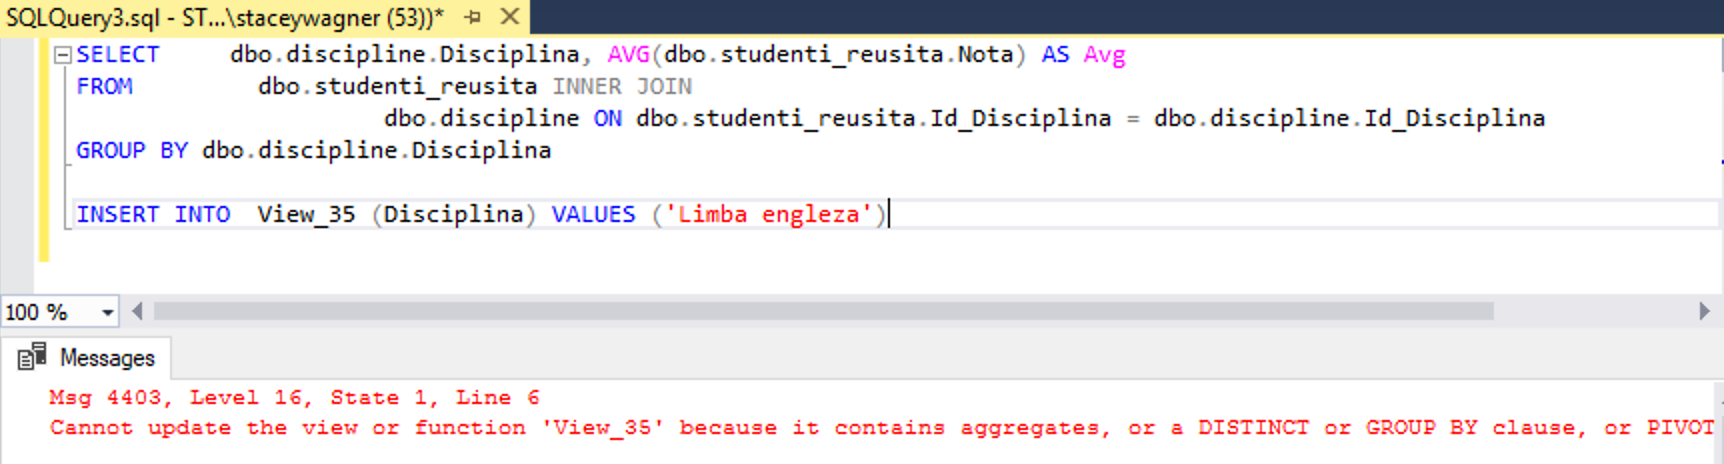 SQLQuery3.sql - ST...\staceywagner (53))*
SELECT dbo.discipline.Disciplina, AVG(dbo.studenti_reusita.Nota) AS Avg
FROM dbo.studenti_reusita INNER JOIN
dbo.discipline ON dbo.studenti_reusita.Id_Disciplina = dbo.discipline.Id_Disciplina
GROUP BY dbo.discipline.Disciplina
INSERT INTO View_35 (Disciplina) VALUES ('Limba engleza')
100 %
Messages
Msg 4403, Level 16, State 1, Line 6
Cannot update the view or function 'View_35' because it contains aggregates, or a DISTINCT or GROUP BY clause, or PIVOT